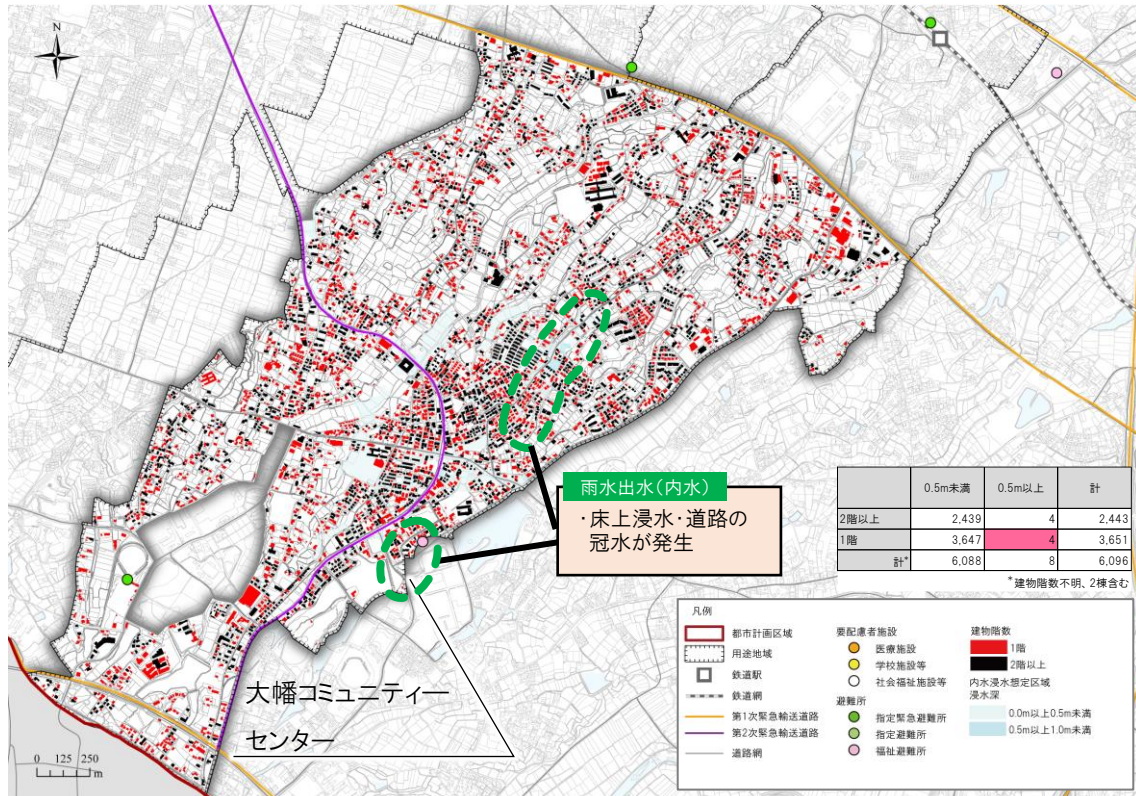 N
雨水出水(内水)
・床上浸水・道路の
冠水が発生
0.5m未満 0.5m以上 計
2階以上 2,439 4 2,443
1階 3,647 4 3,651
計* 6,088 8 6,096
*建物階数不明、2棟含む
大幡コミュニティー
センター
0 125 250
m
凡例
都市計画区域
用途地域
鉄道駅
鉄道網
第1次緊急輸送道路
第2次緊急輸送道路
道路網
要配慮者施設
医療施設
学校施設等
社会福祉施設等
避難所
指定緊急避難所
指定避難所
福祉避難所
建物階数
1階
2階以上
内水浸水想定区域
浸水深
0.0m以上0.5m未満
0.5m以上1.0m未満